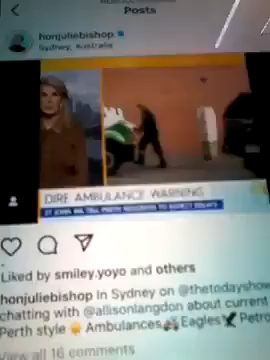 Posts
honjuliebishop
Sydney, Australia
DIRE AMBULANCE WARNING
Liked by smiley.yoyo and others
honjuliebishop In Sydney on @thetodayshow
chatting with @allisonlangdon about current
Perth style Ambulances Eagles Petro
View all 16 comments